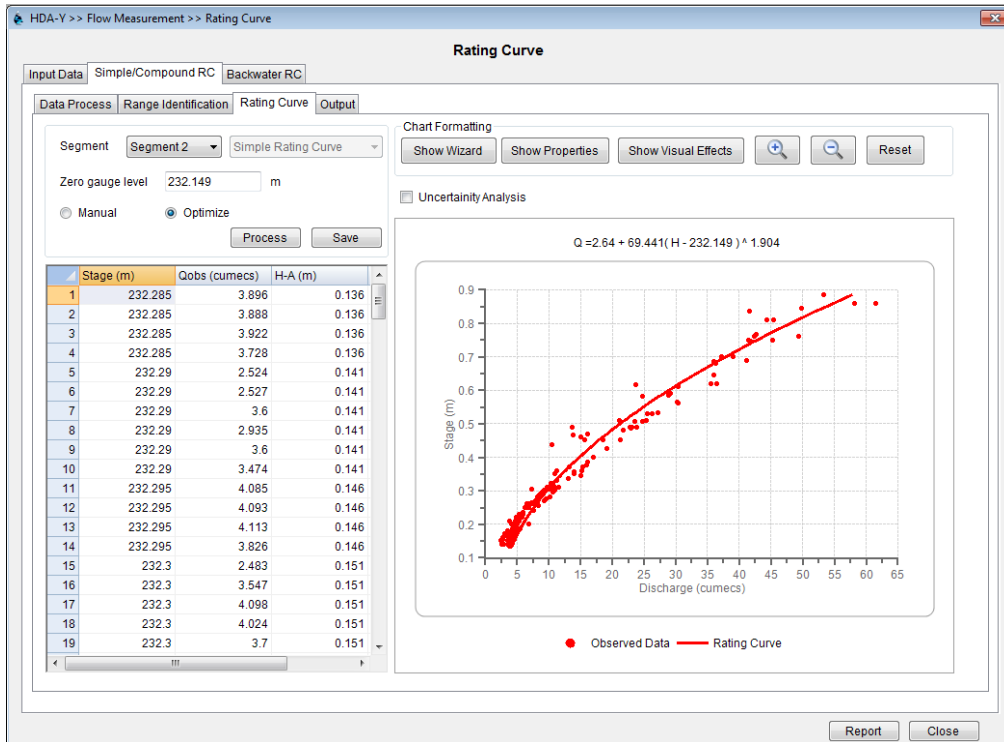 HDA-Y >> Flow Measurement >> Rating Curve
Rating Curve
Input Data Simple/Compound RC Backwater RC
Data Process Range Identification Rating Curve Output
Segment Segment 2 Simple Rating Curve
Zero gauge level 232.149 m
Manual Optimize
Process Save
Chart Formatting
Show Wizard Show Properties Show Visual Effects Reset
Uncertainity Analysis
Stage (m) Qobs (cumecs) H-A (m)
1 232.285 3.896 0.136
2 232.285 3.888 0.136
3 232.285 3.922 0.136
4 232.285 3.728 0.136
5 232.29 2.524 0.141
6 232.29 2.527 0.141
7 232.29 3.6 0.141
8 232.29 2.935 0.141
9 232.29 3.6 0.141
10 232.29 3.474 0.141
11 232.295 4.085 0.146
12 232.295 4.093 0.146
13 232.295 4.113 0.146
14 232.295 3.826 0.146
15 232.3 2.483 0.151
16 232.3 3.547 0.151
17 232.3 4.098 0.151
18 232.3 4.024 0.151
19 232.3 3.7 0.151
Q =2.64 + 69.441( H - 232.149 ) ^ 1.904
0.9
0.8
0.7
0.6
0.5
0.4
0.3
0.2
0.1
Stage (m)
0 5 10 15 20 25 30 35 40 45 50 55 60 65
Discharge (cumecs)
Observed Data Rating Curve
Report Close